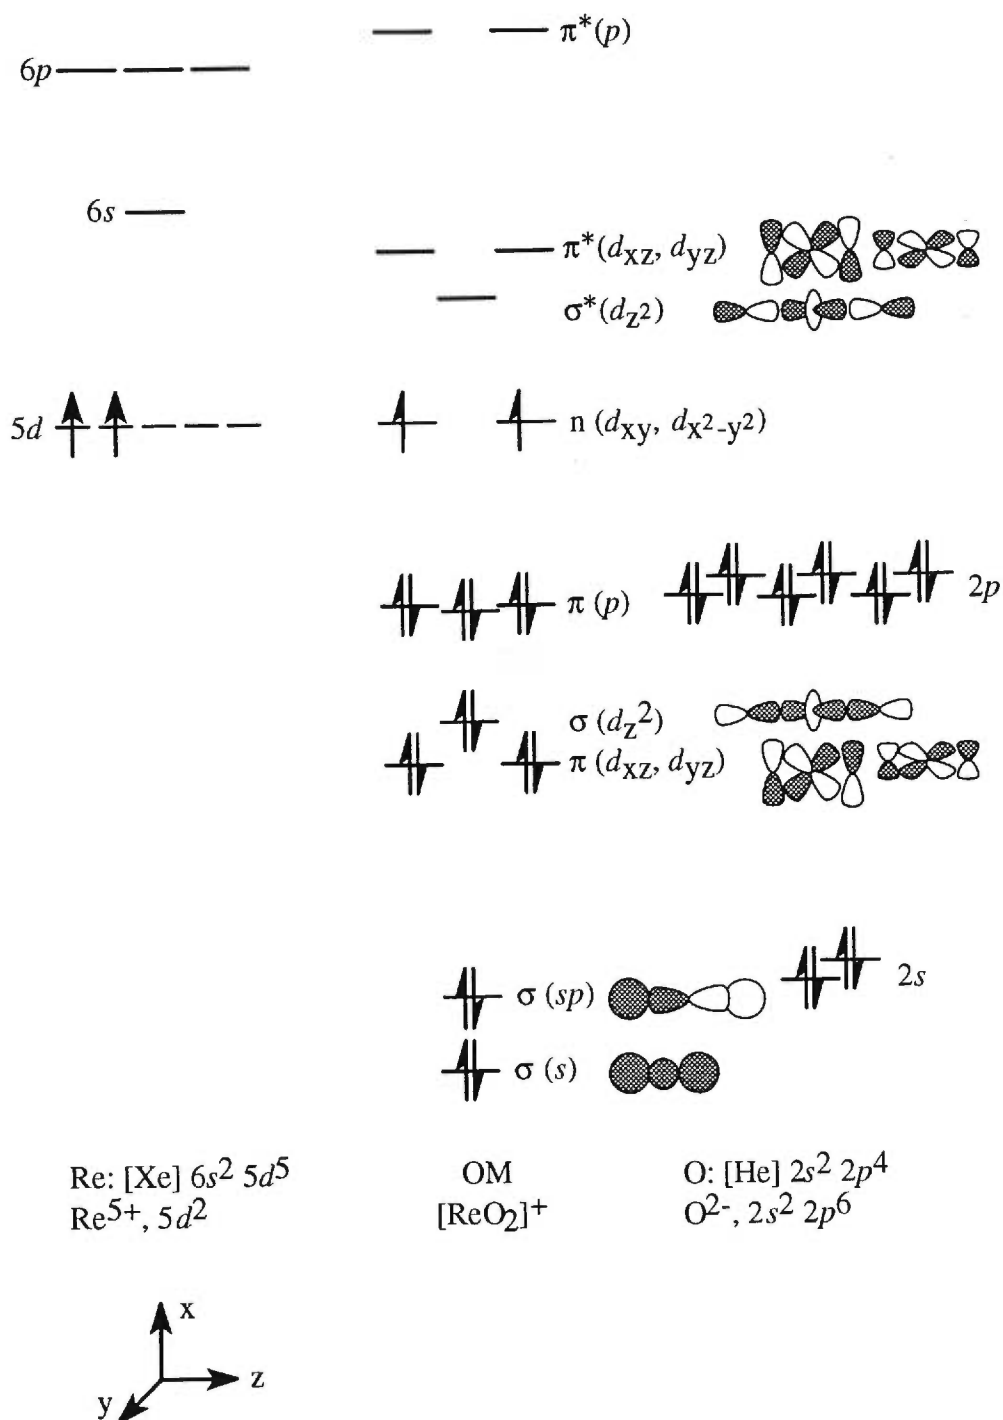 π*(p)
6p
6s
π*(dxz, dyz)
σ*(dz2)
5d
n (dxy, dx2-y2)
π (p)
2p
σ (dz2)
π (dxz, dyz)
σ (sp)
2s
σ (s)
Re: [Xe] 6s2 5d5
OM
O: [He] 2s2 2p4
Re5+, 5d2
[ReO2]+
O2-, 2s2 2p6
x
z
y